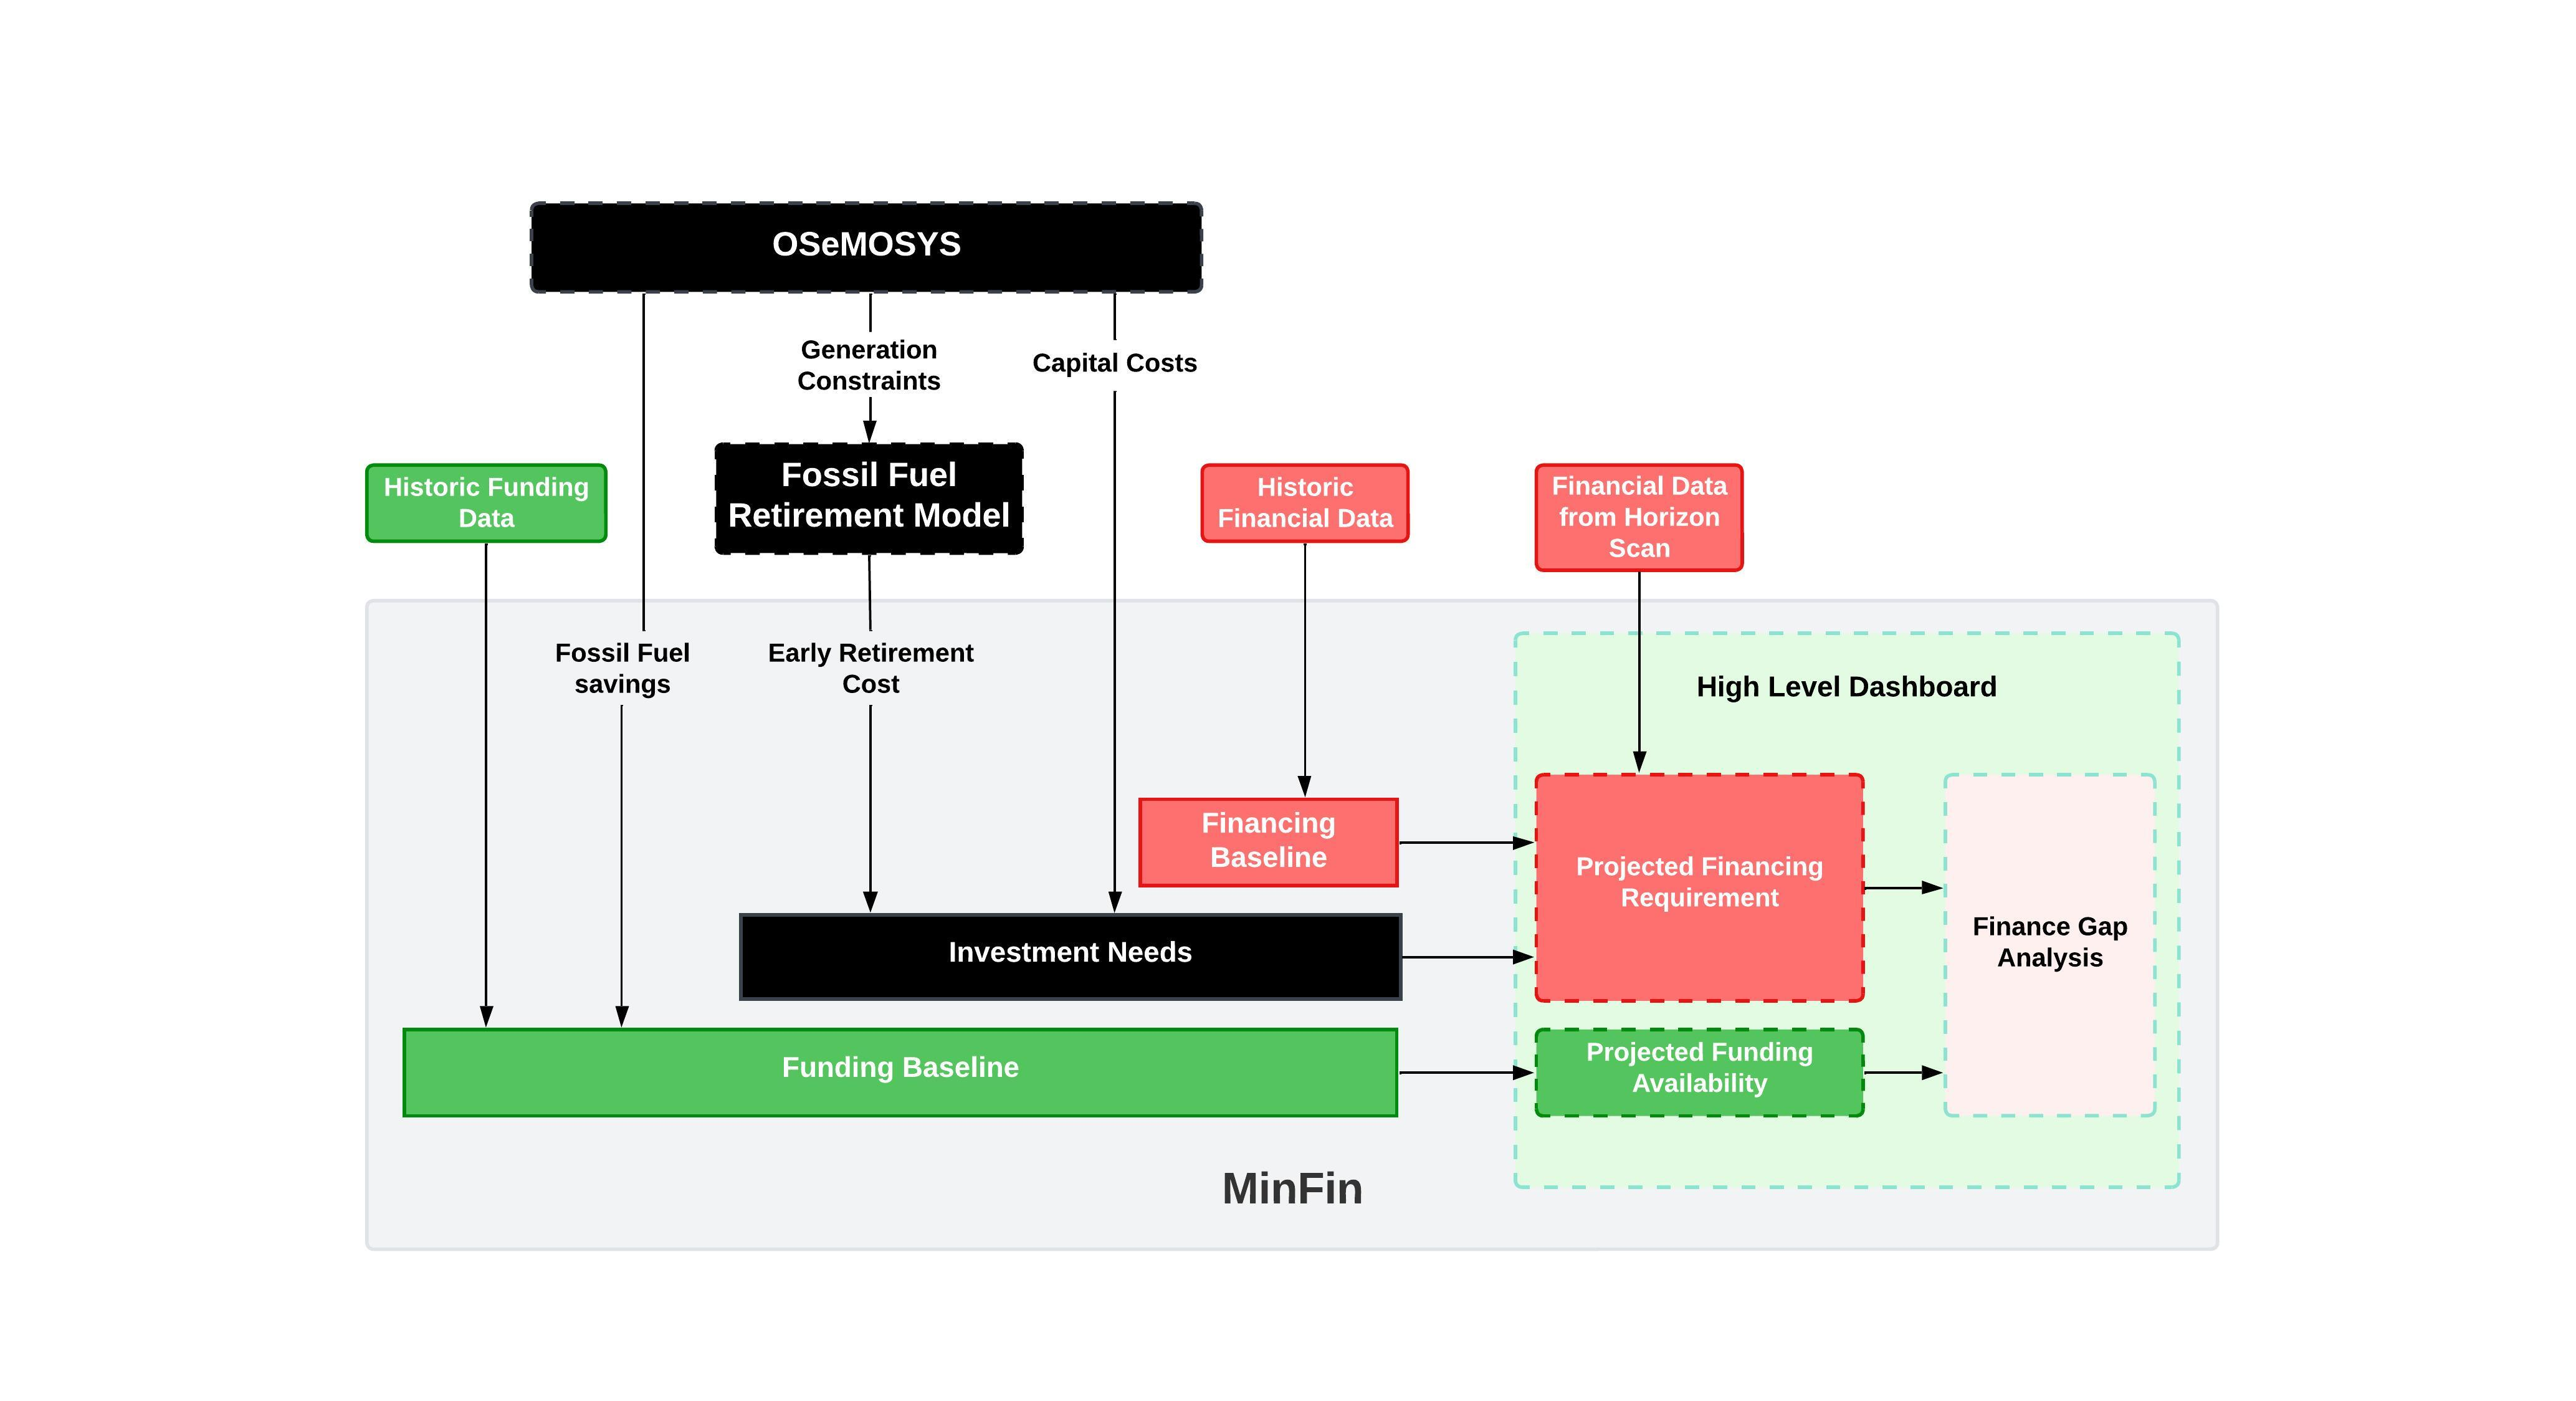 OSeMOSYS
Generation
Constraints
Capital Costs
Historic Funding
Data
Fossil Fuel
Retirement Model
Historic
Financial Data
Financial Data
from Horizon
Scan
Fossil Fuel
savings
Early Retirement
Cost
High Level Dashboard
Financing
Baseline
Projected Financing
Requirement
Finance Gap
Analysis
Investment Needs
Funding Baseline
Projected Funding
Availability
MinFin